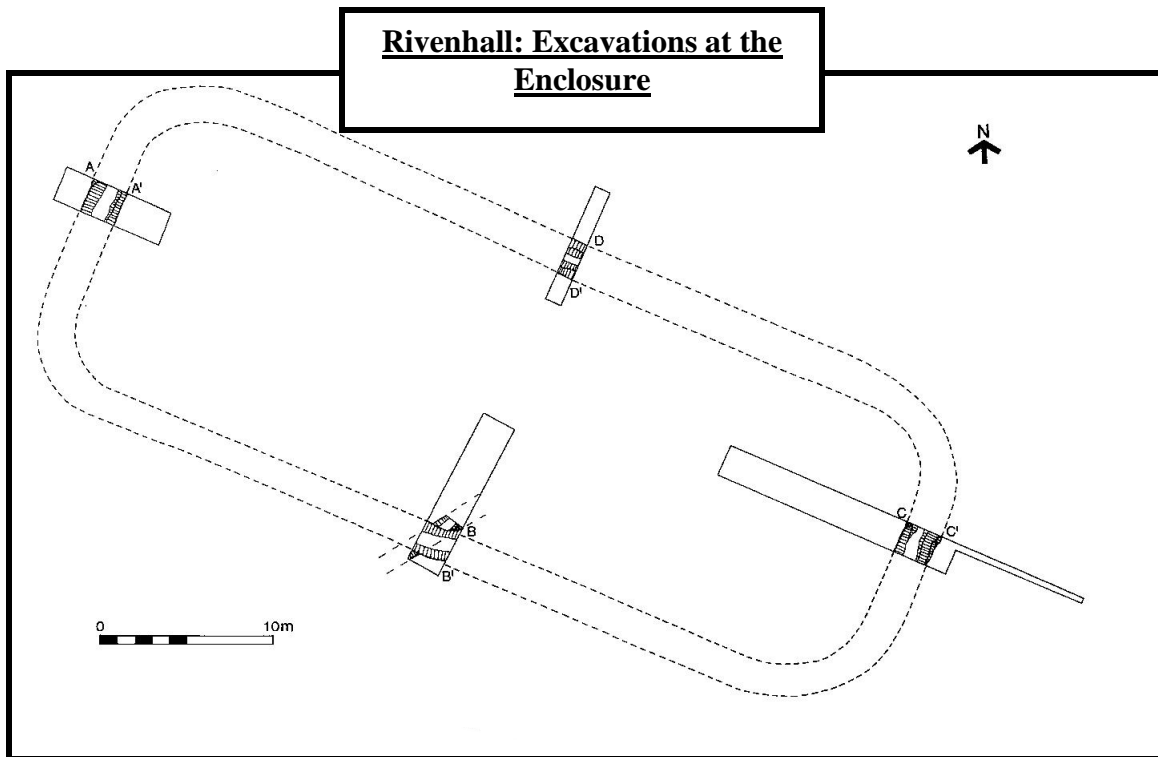 Rivenhall: Excavations at the
Enclosure
N
A
A'
D
D'
C
C'
B
B'
0 10m